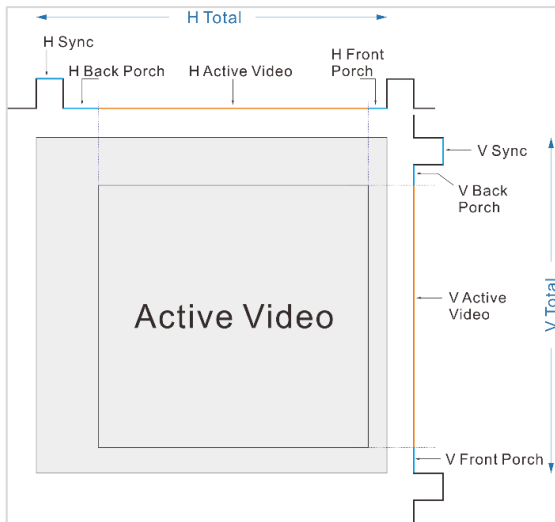 H Total
H Sync
H Back Porch
H Active Video
H Front
Porch
V Sync
V Back
Porch
Active Video
V Active
Video
V Total
V Front Porch